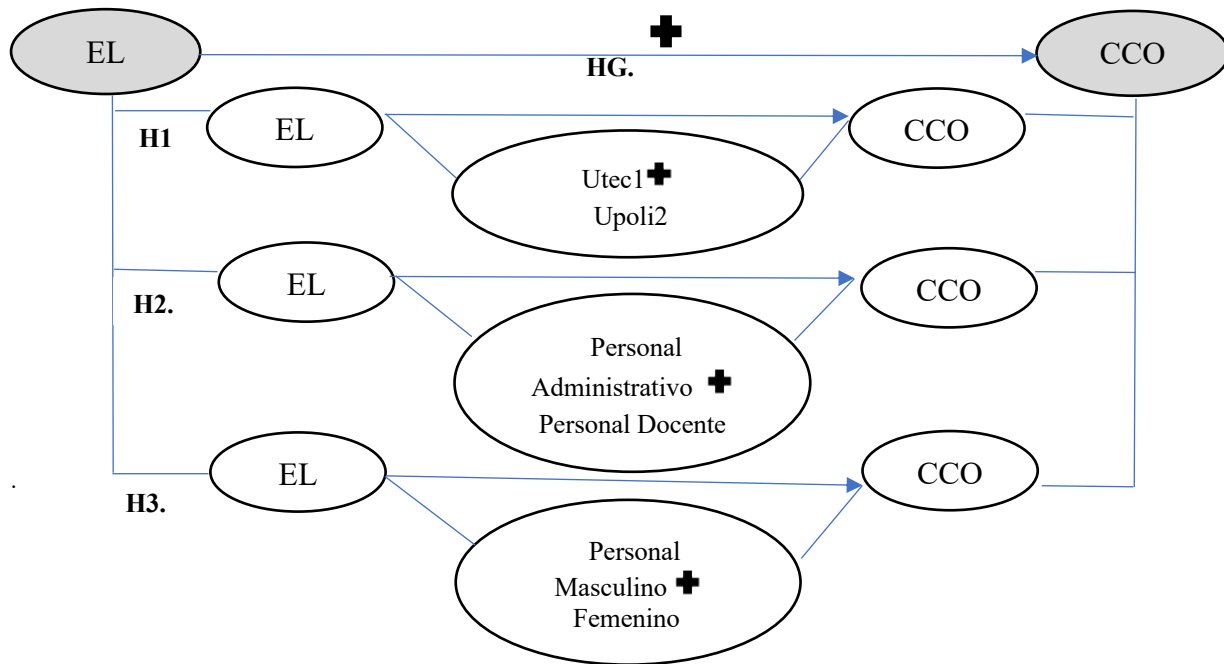 EL
CCO
HG.
H1
EL
CCO
Utec1
Upoli2
H2.
EL
CCO
Personal
Administrativo
Personal Docente
H3.
EL
CCO
.
Personal
Masculino
Femenino